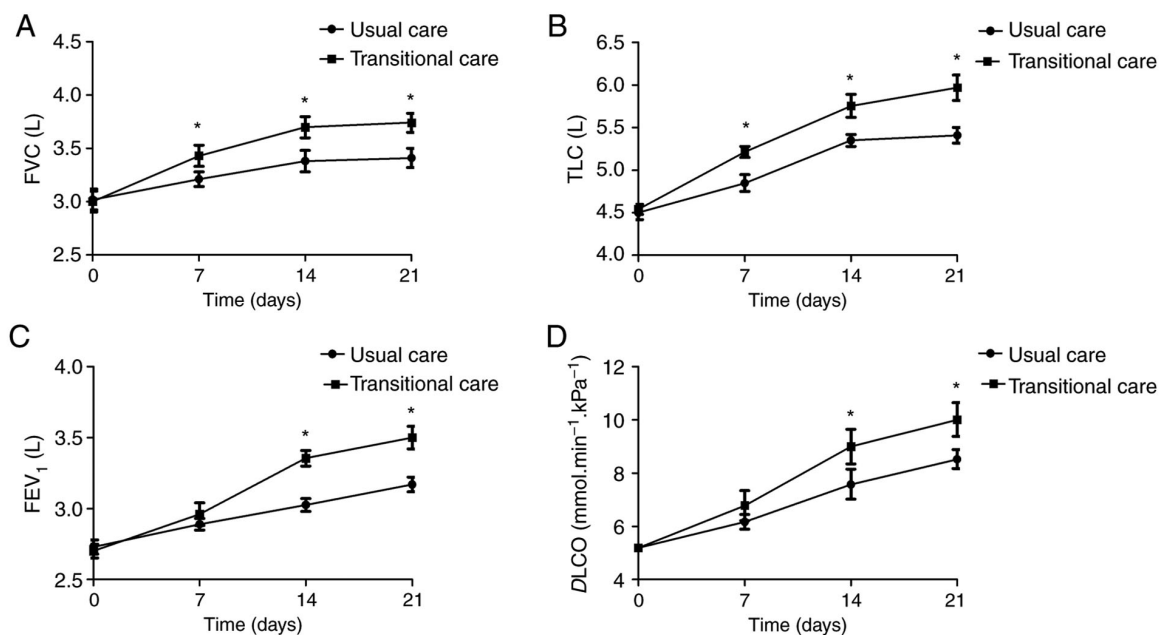 A
Usual care
Transitional care
4.5
4.0
3.5
3.0
2.5
FVC (L)
* * *
0 7 14 21
Time (days)
B
Usual care
Transitional care
6.5
6.0
5.5
5.0
4.5
4.0
TLC (L)
* * *
0 7 14 21
Time (days)
C
Usual care
Transitional care
4.0
3.5
3.0
2.5
FEV₁ (L)
* *
0 7 14 21
Time (days)
D
Usual care
Transitional care
12
10
8
6
4
DLCO (mmol.min⁻¹.kPa⁻¹)
* *
0 7 14 21
Time (days)